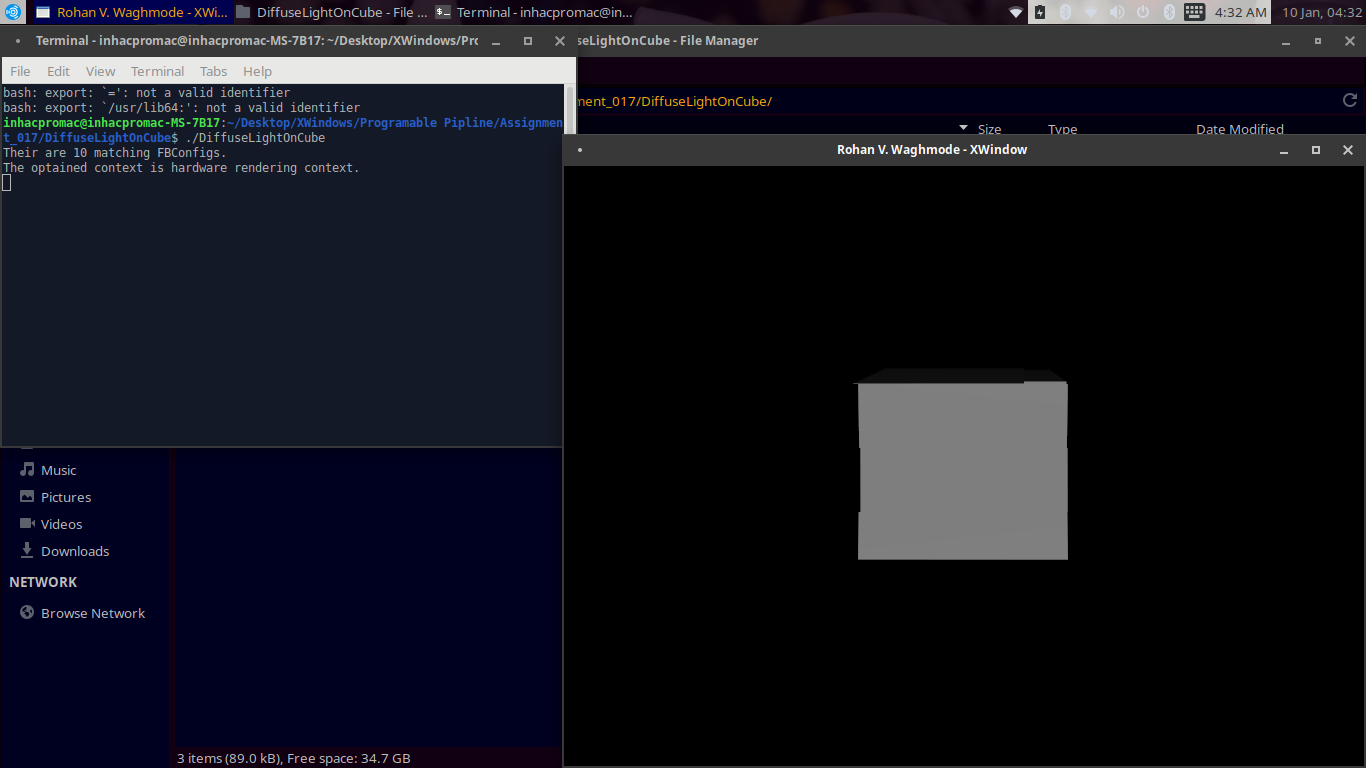 Rohan V. Waghmode - XWi...
DiffuseLightOnCube - File ...
Terminal - inhacpromac@in...
4:32 AM
10 Jan, 04:32
Terminal - inhacpromac@inhacpromac-MS-7B17: ~/Desktop/XWindows/Pro
seLightOnCube - File Manager
File Edit View Terminal Tabs Help
bash: export: `=': not a valid identifier
bash: export: `/usr/lib64:': not a valid identifier
inhacpromac@inhacpromac-MS-7B17:~/Desktop/XWindows/Programable Pipline/Assignmen
t_017/DiffuseLightOnCube$ ./DiffuseLightOnCube
Their are 10 matching FBConfigs.
The optained context is hardware rendering context.
ment_017/DiffuseLightOnCube/
Size Type Date Modified
Rohan V. Waghmode - XWindow
Music
Pictures
Videos
Downloads
NETWORK
Browse Network
3 items (89.0 kB), Free space: 34.7 GB